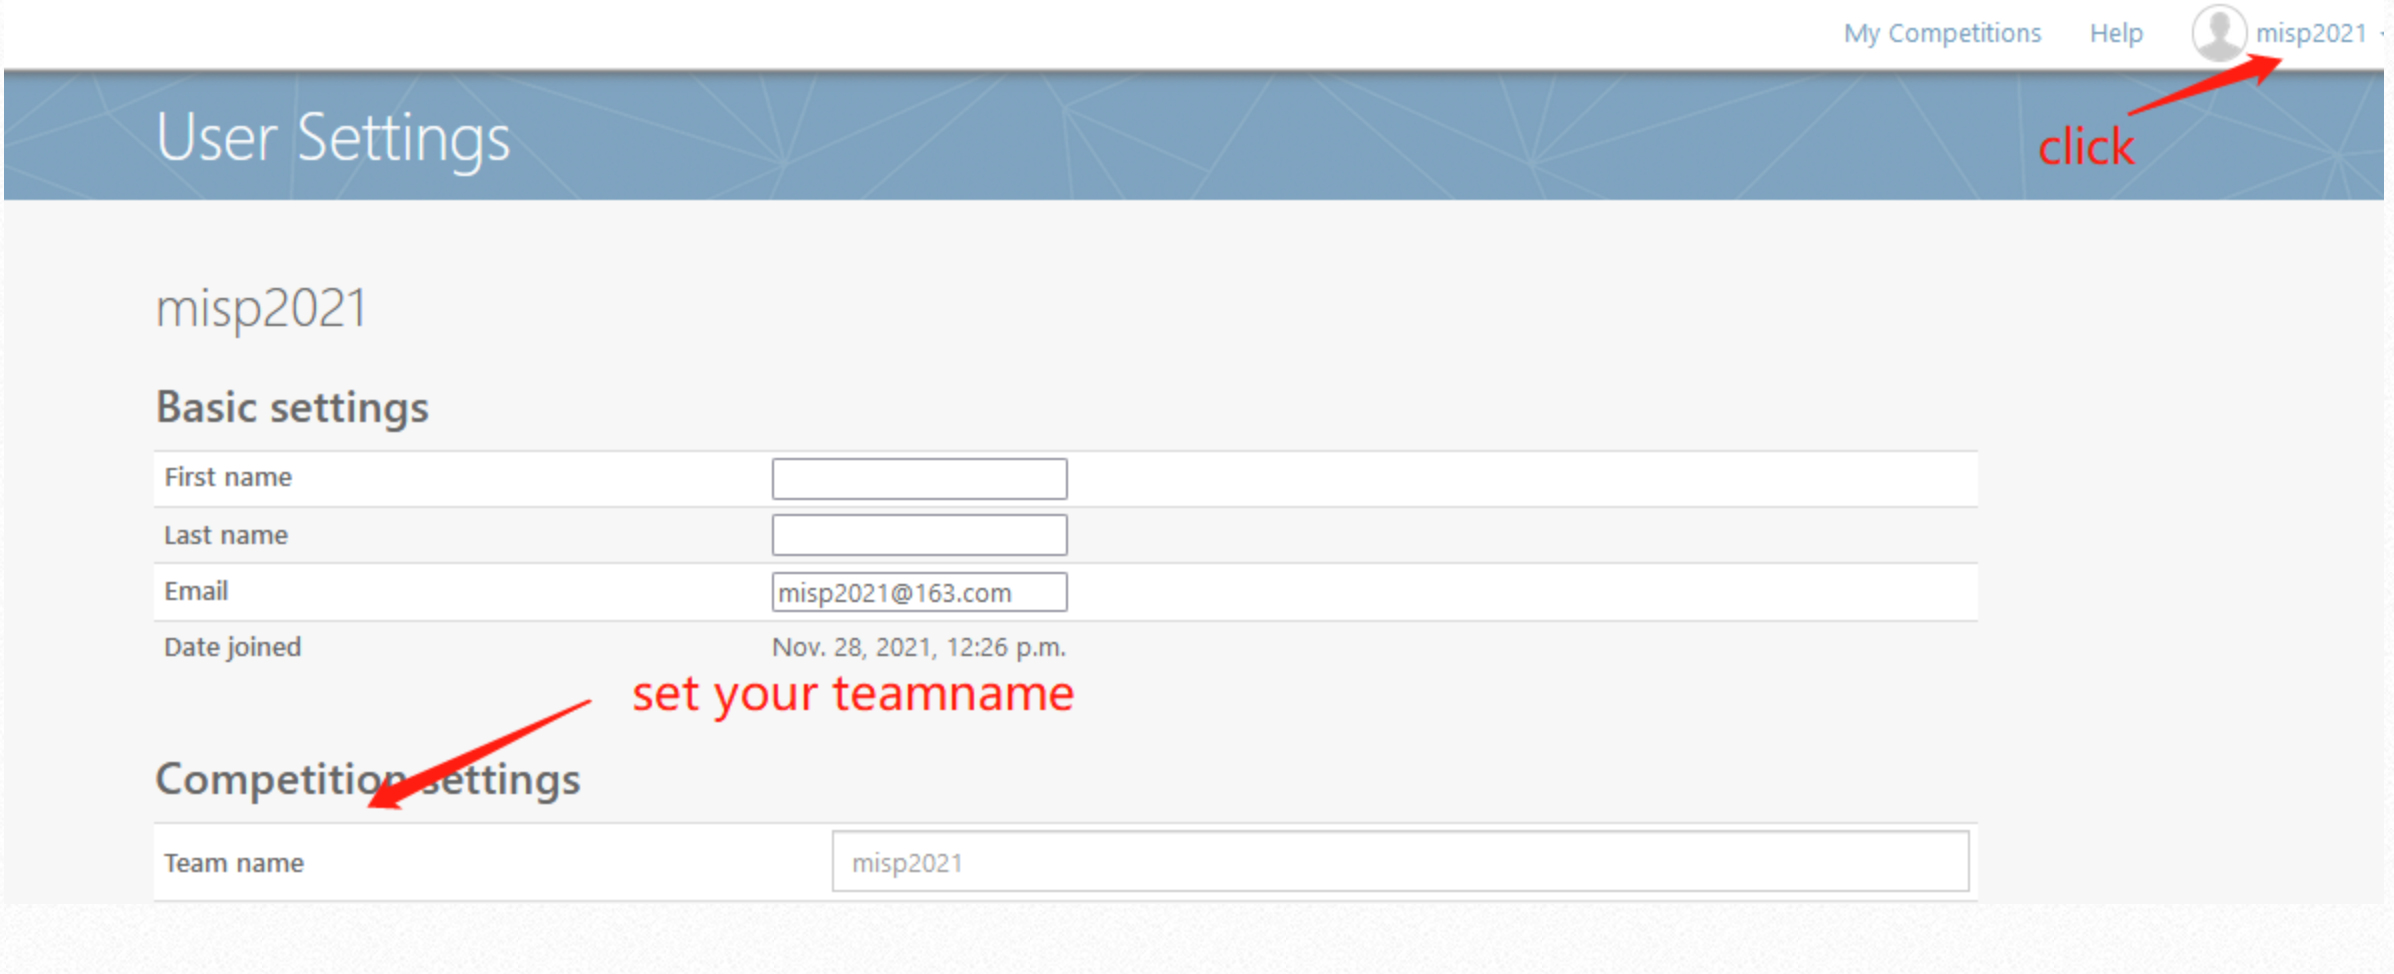 My Competitions Help misp2021
User Settings
click
misp2021
Basic settings
First name
Last name
Email misp2021@163.com
Date joined Nov. 28, 2021, 12:26 p.m.
set your teamname
Competition settings
Team name misp2021